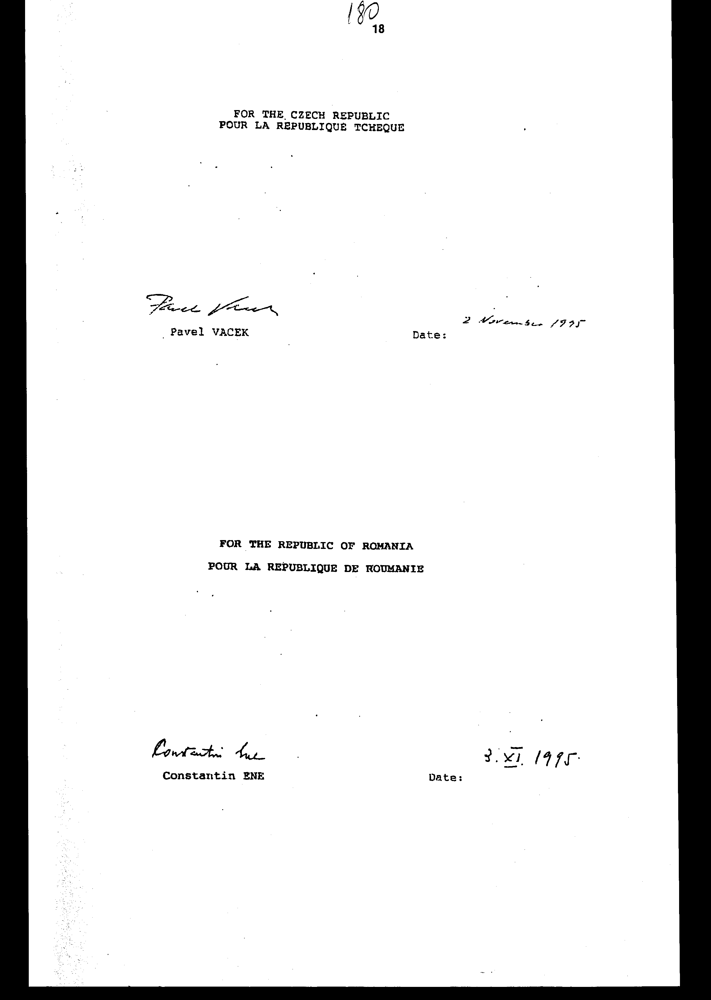 180
18
FOR THE CZECH REPUBLIC
POUR LA REPUBLIQUE TCHEQUE
Pavel Vacek
2 November 1995
Pavel VACEK
Date:
FOR THE REPUBLIC OF ROMANIA
POUR LA REPUBLIQUE DE ROUMANIE
Constantin Ene
3. XI. 1995.
Constantin ENE
Date: